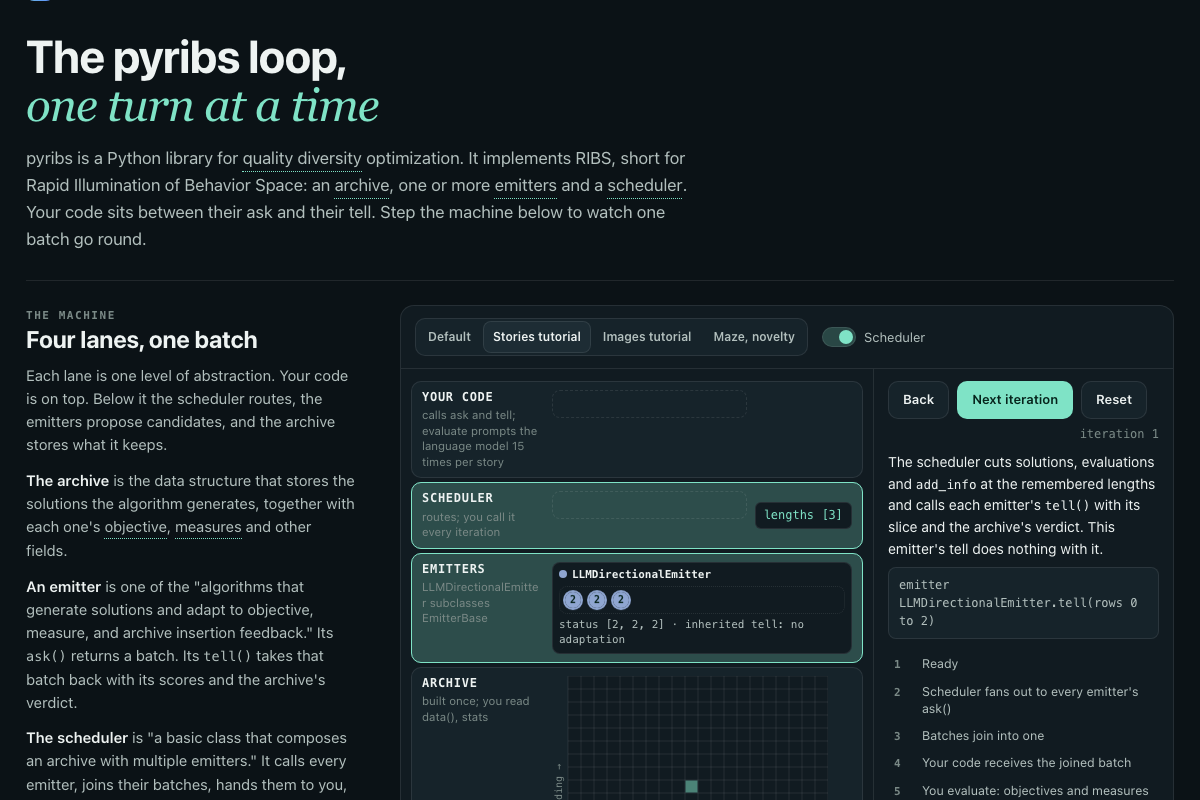 The pyribs loop,
one turn at a time
pyribs is a Python library for quality diversity optimization. It implements RIBS, short for
Rapid Illumination of Behavior Space: an archive, one or more emitters and a scheduler.
Your code sits between their ask and their tell. Step the machine below to watch one
batch go round.
THE MACHINE
Four lanes, one batch
Each lane is one level of abstraction. Your code
is on top. Below it the scheduler routes, the
emitters propose candidates, and the archive
stores what it keeps.
The archive is the data structure that stores the
solutions the algorithm generates, together with
each one's objective, measures and other
fields.
An emitter is one of the "algorithms that
generate solutions and adapt to objective,
measure, and archive insertion feedback." Its
ask() returns a batch. Its tell() takes that
batch back with its scores and the archive's
verdict.
The scheduler is "a basic class that composes
an archive with multiple emitters." It calls every
emitter, joins their batches, hands them to you,
Default
Stories tutorial
Images tutorial
Maze, novelty
Scheduler
YOUR CODE
calls ask and tell;
evaluate prompts the
language model 15
times per story
SCHEDULER
routes; you call it
every iteration
lengths [3]
EMITTERS
LLMDirectionalEmitte
r subclasses
EmitterBase
LLMDirectionalEmitter
2 2 2
status [2, 2, 2] · inherited tell: no
adaptation
ARCHIVE
built once; you read
data(), stats
ding →
Back
Next iteration
Reset
iteration 1
The scheduler cuts solutions, evaluations
and add_info at the remembered lengths
and calls each emitter's tell() with its
slice and the archive's verdict. This
emitter's tell does nothing with it.
emitter
LLMDirectionalEmitter.tell(rows 0
to 2)
1 Ready
2 Scheduler fans out to every emitter's
ask()
3 Batches join into one
4 Your code receives the joined batch
5 You evaluate: objectives and measures